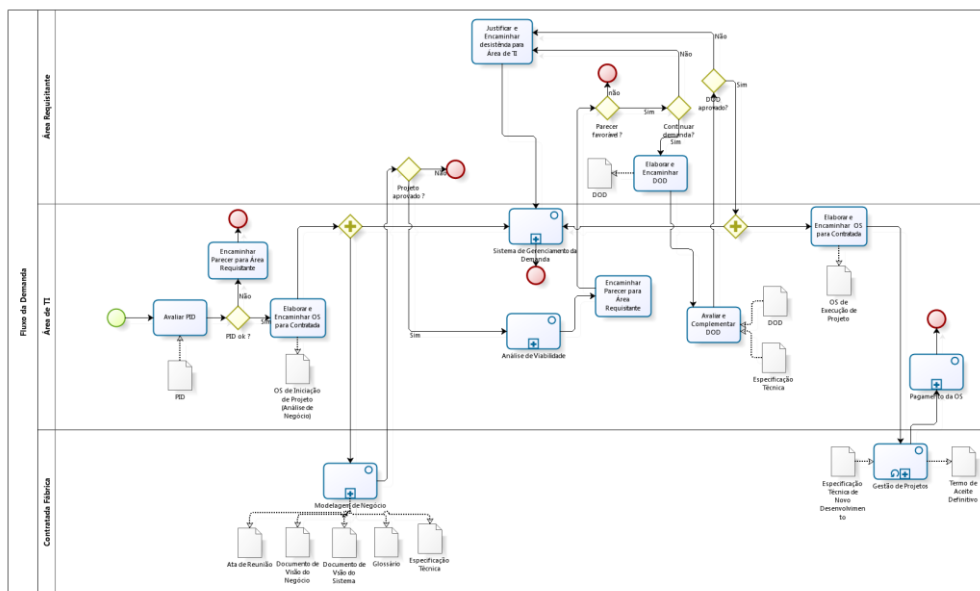 Fluxo da Demanda
Área Requisitante
Justificar e
Encaminhar
desistência para
Área de TI
Não
Não
não
Parecer
favorável ?
Sim
Continuar
demanda?
Sim
DOD
aprovado?
Sim
Projeto
aprovado ?
Não
DOD
Elaborar e
Encaminhar
DOD
Área de TI
Encaminhar
Parecer para Área
Requistante
Não
Avaliar PID
PID ok ?
Sim
Elaborar e
Encaminhar OS
para Contratada
PID
OS de Iniciação
de Projeto
(Análise de
Negócio)
Sistema de Gerenciamento da
Demanda
Sim
Análise de Viabilidade
Encaminhar
Parecer para
Área
Requisitante
Avaliar e
Complementar
DOD
DOD
Especificação
Técnica
Elaborar e
Encaminhar OS
para Contratada
OS de
Execução de
Projeto
Pagamento da OS
Contratada Fábrica
Modelagem de Negócio
Ata de Reunião
Documento de
Visão do
Negócio
Documento de
Visão do
Sistema
Glossário
Especificação
Técnica
Especificação
Técnica de
Novo
Desenvolvime
nto
Gestão de Projetos
Termo de
Aceite
Definitivo